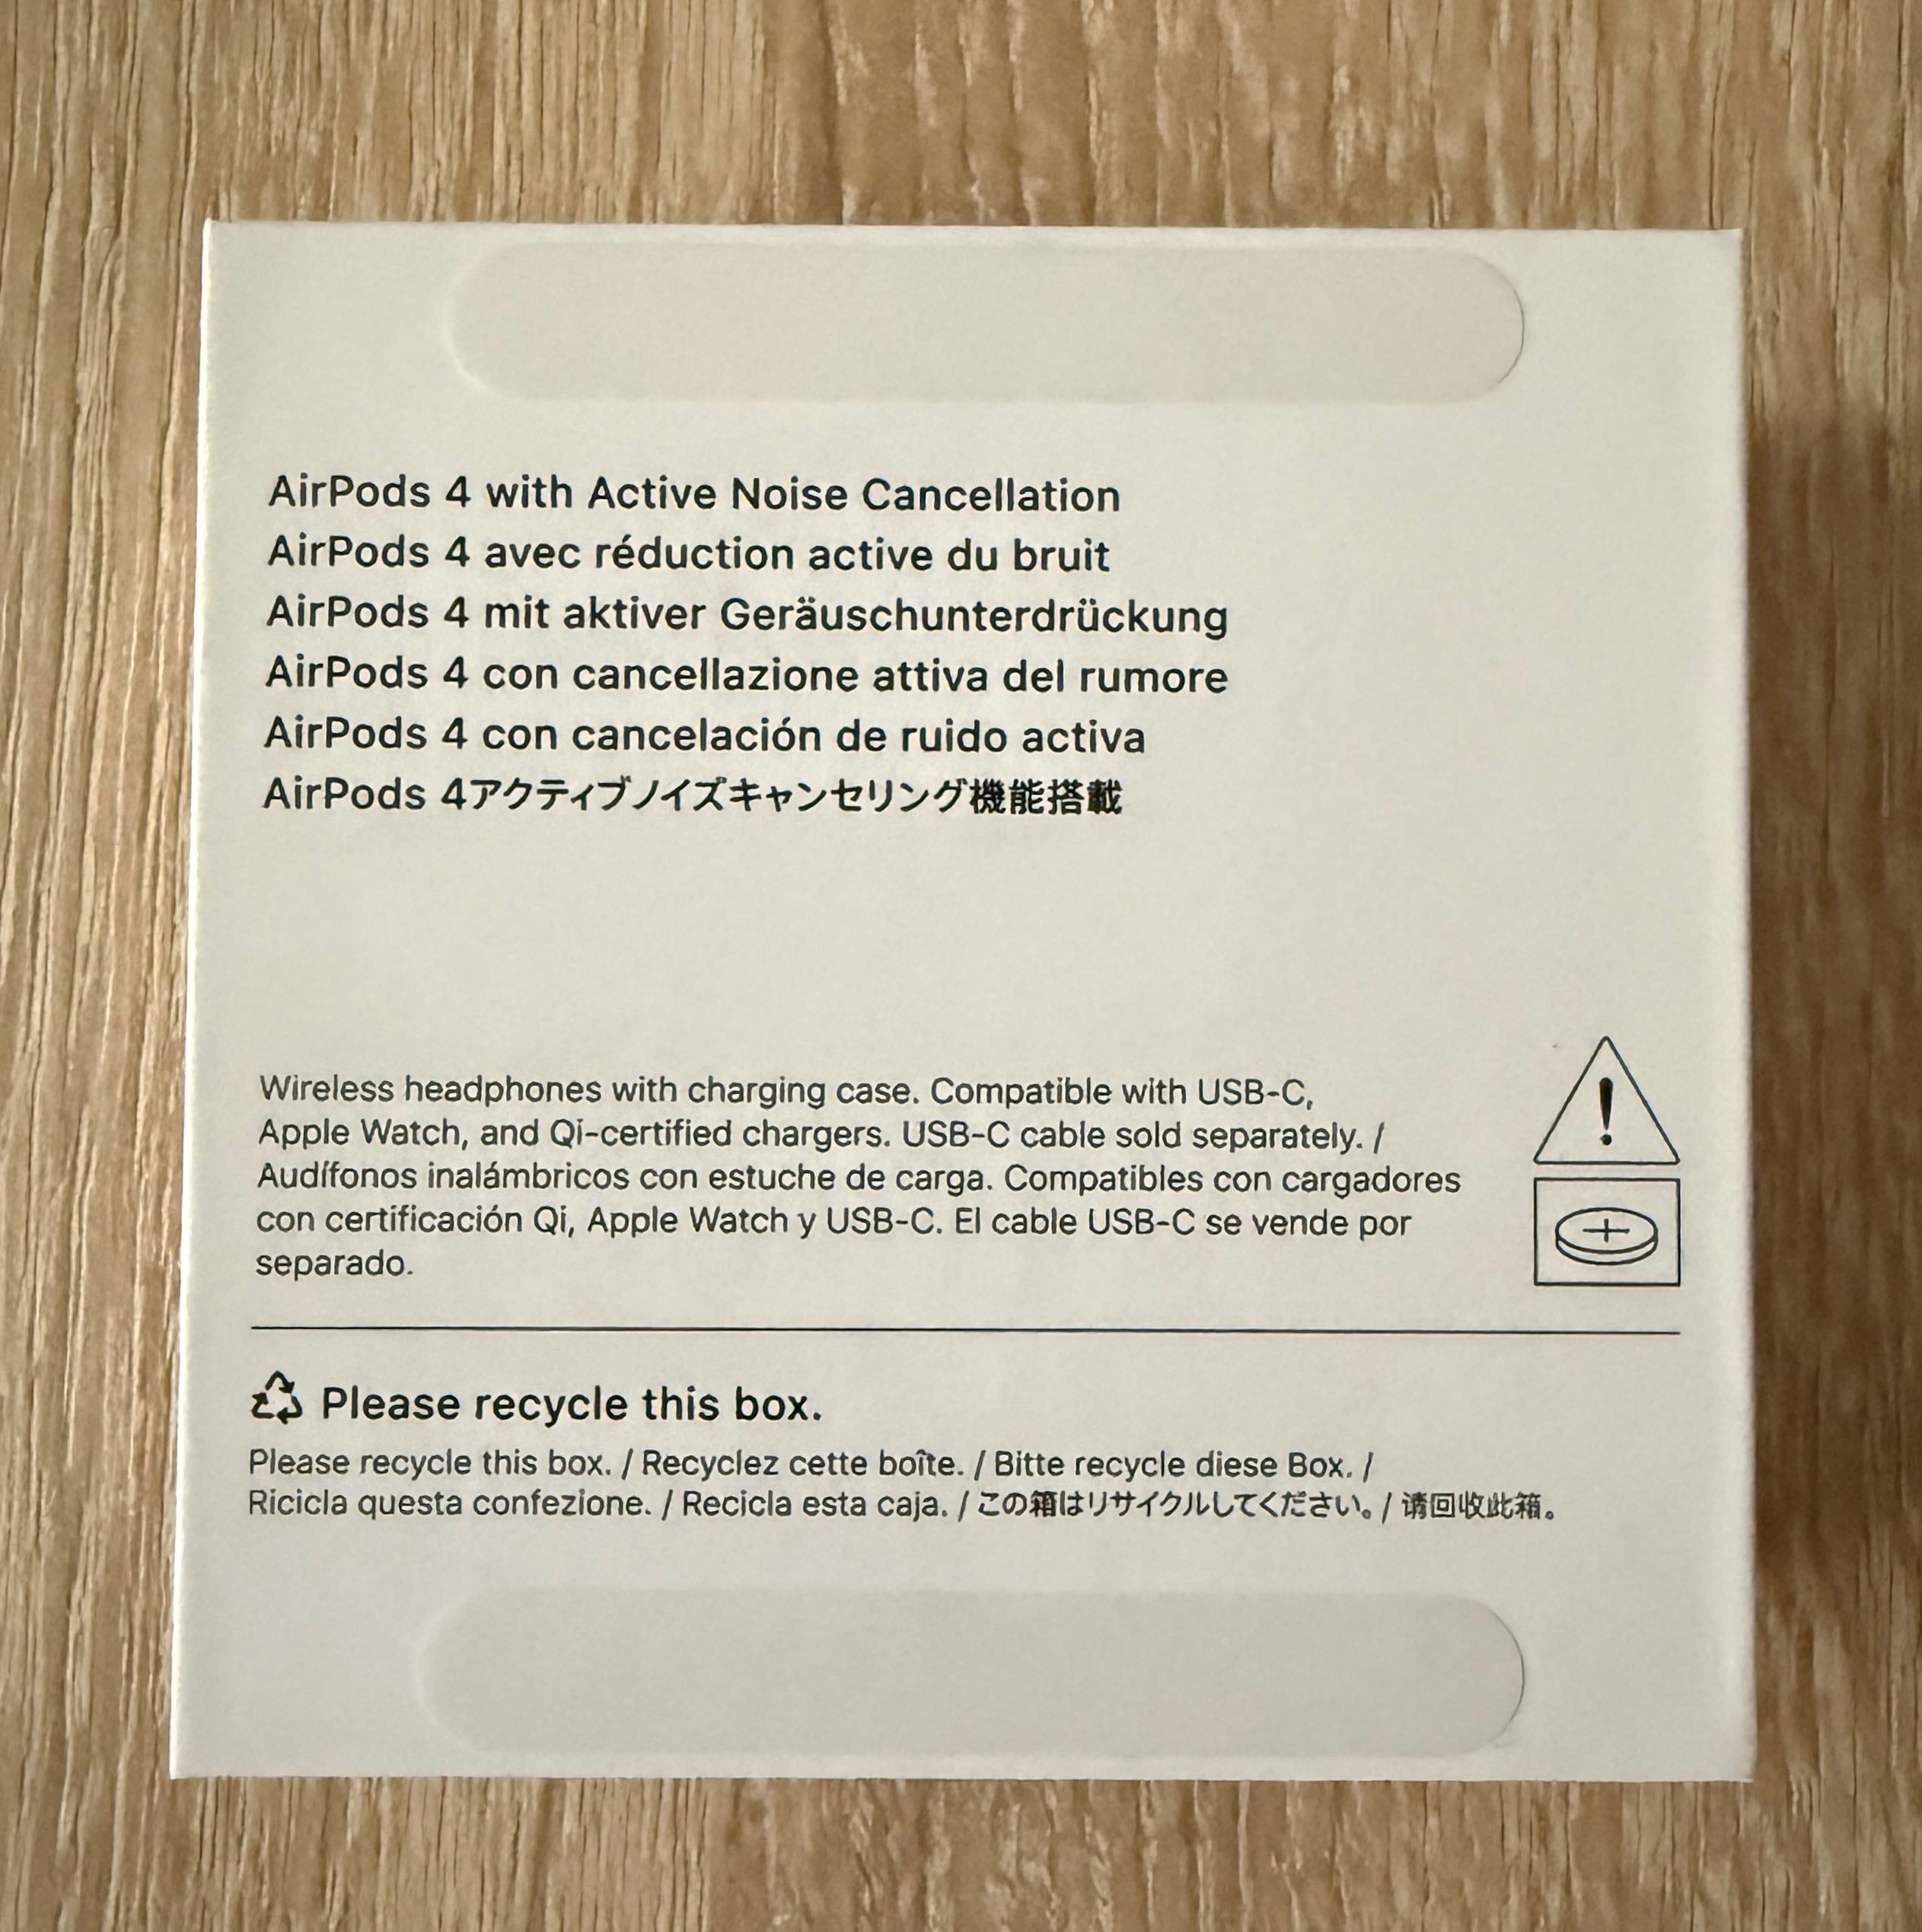 AirPods 4 with Active Noise Cancellation
AirPods 4 avec réduction active du bruit
AirPods 4 mit aktiver Geräuschunterdrückung
AirPods 4 con cancellazione attiva del rumore
AirPods 4 con cancelación de ruido activa
AirPods 4アクティブノイズキャンセリング機能搭載
Wireless headphones with charging case. Compatible with USB-C,
Apple Watch, and Qi-certified chargers. USB-C cable sold separately. /
Audífonos inalámbricos con estuche de carga. Compatibles con cargadores
con certificación Qi, Apple Watch y USB-C. El cable USB-C se vende por
separado.
Please recycle this box.
Please recycle this box. / Recyclez cette boîte. / Bitte recycle diese Box. /
Ricicla questa confezione. / Recicla esta caja. / この箱はリサイクルしてください。/ 请回收此箱。